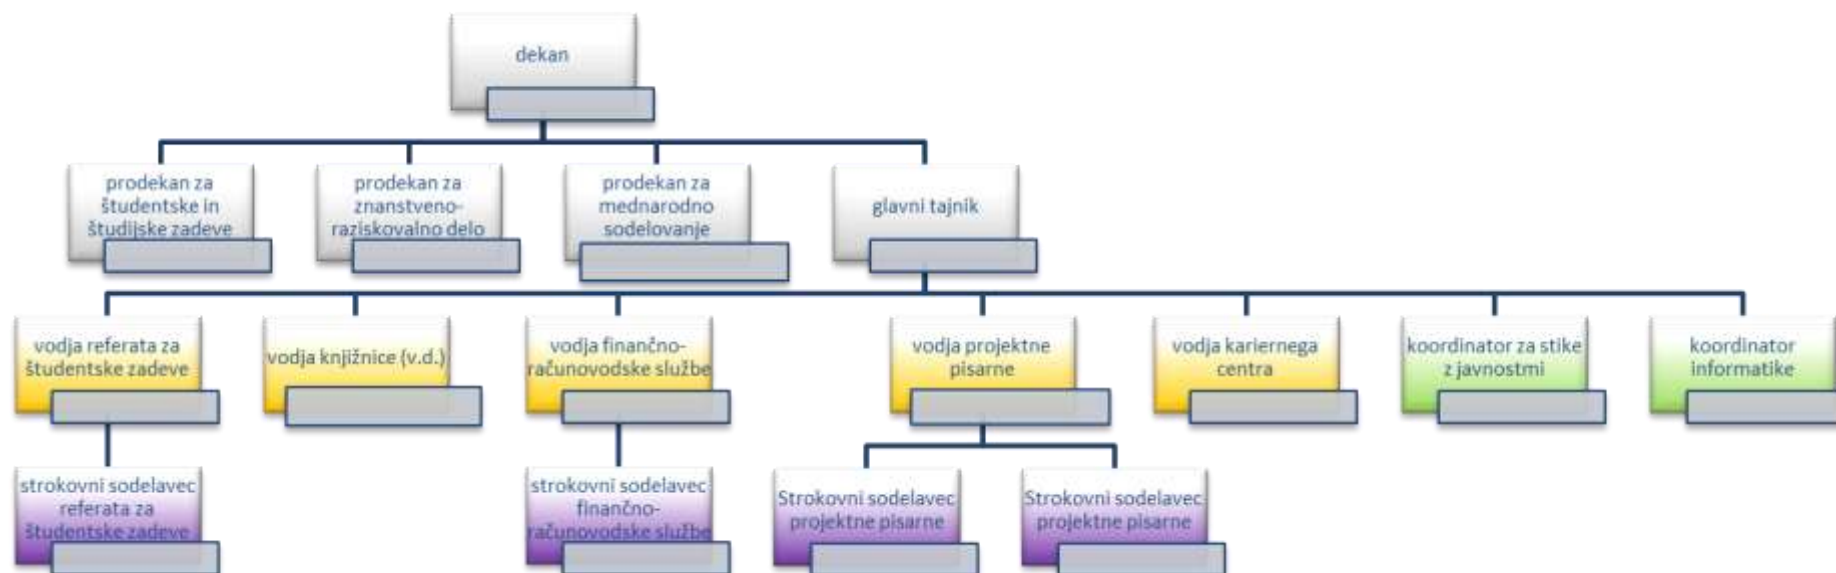 dekan
prodekan za
študentske in
študijske zadeve
prodekan za
znanstveno-
raziskovalno delo
prodekan za
mednarodno
sodelovanje
glavni tajnik
vodja referata za
študentske zadeve
vodja knjižnice (v.d.)
vodja finančno-
računovodske službe
vodja projektne
pisarne
vodja kariernega
centra
koordinator za stike
z javnostmi
koordinator
informatike
strokovni sodelavec
referata za
študentske zadeve
strokovni sodelavec
finančno-
računovodske službe
Strokovni sodelavec
projektne pisarne
Strokovni sodelavec
projektne pisarne